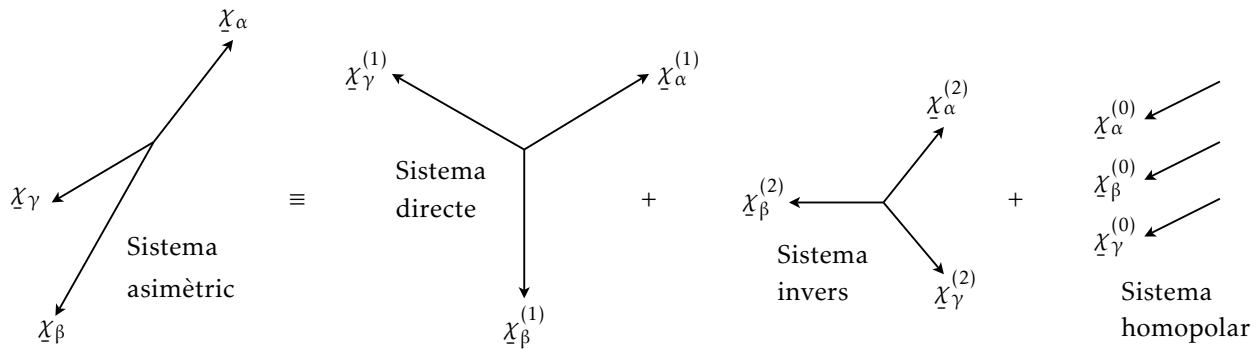 χ̲α
χ̲γ
χ̲β
Sistema
asimètric
≡
χ̲γ^(1)
χ̲α^(1)
Sistema
directe
χ̲β^(1)
+
χ̲α^(2)
χ̲β^(2)
Sistema
invers
χ̲γ^(2)
+
χ̲α^(0)
χ̲β^(0)
χ̲γ^(0)
Sistema
homopolar